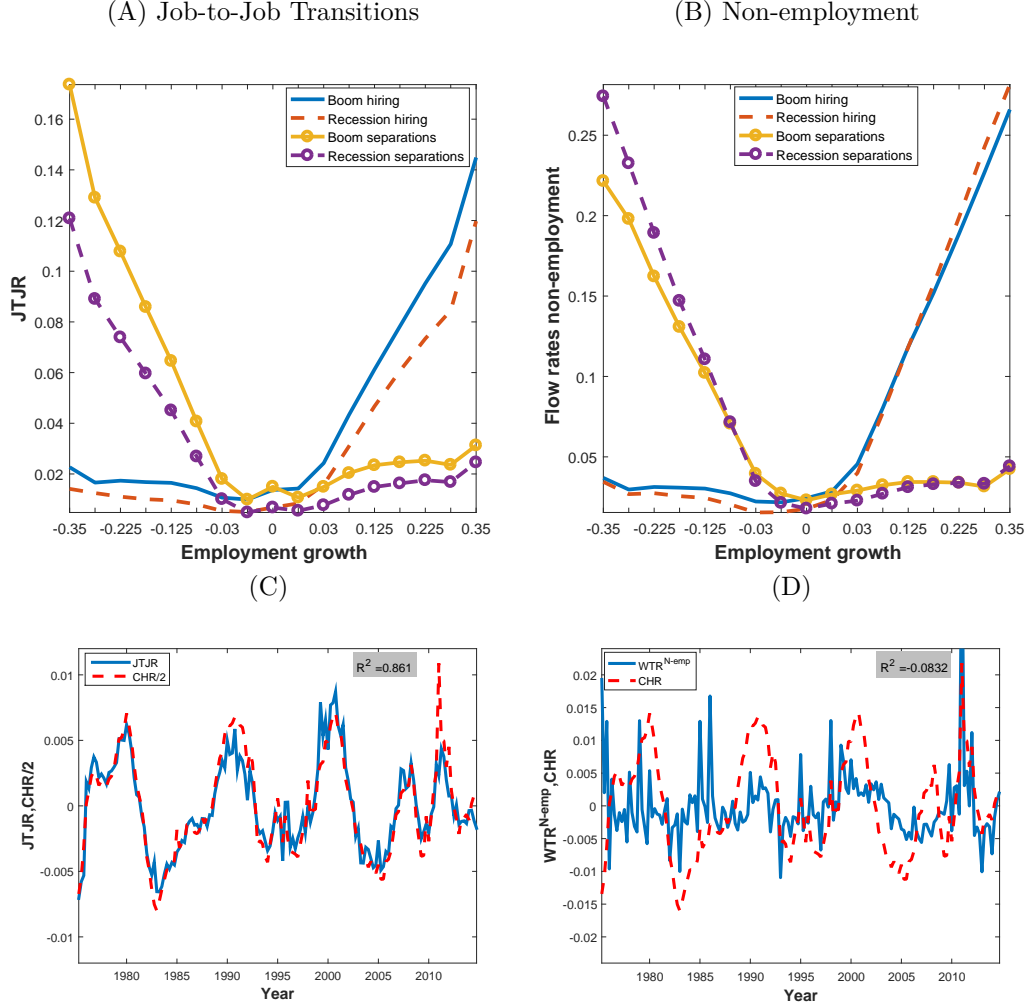 (A) Job-to-Job Transitions
(B) Non-employment
Boom hiring
Recession hiring
Boom separations
Recession separations
JTJR
0.16
0.14
0.12
0.1
0.08
0.06
0.04
0.02
-0.35 -0.225 -0.125 -0.03 0 0.03 0.125 0.225 0.35
Employment growth
Boom hiring
Recession hiring
Boom separations
Recession separations
Flow rates non-employment
0.25
0.2
0.15
0.1
0.05
-0.35 -0.225 -0.125 -0.03 0 0.03 0.125 0.225 0.35
Employment growth
(C)
(D)
JTJR
CHR/2
R² =0.861
JTJR,CHR/2
0.01
0.005
0
-0.005
-0.01
1980 1985 1990 1995 2000 2005 2010
Year
WTR^N-emp
CHR
R² =-0.0832
WTR^N-emp,CHR
0.02
0.015
0.01
0.005
0
-0.005
-0.01
-0.015
-0.02
1980 1985 1990 1995 2000 2005 2010
Year